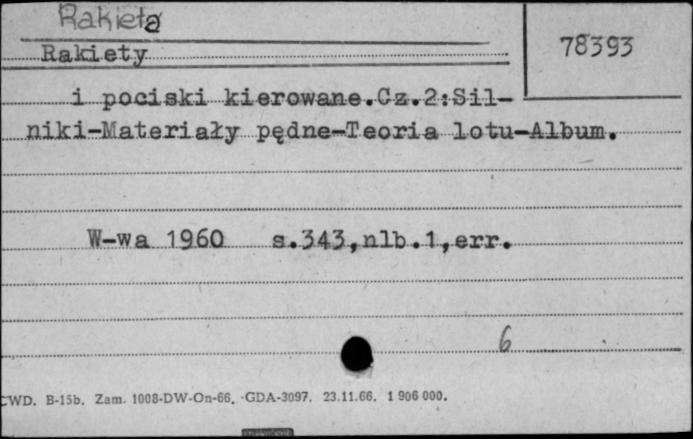 Rakieta
78393
Rakiety
i pociski kierowane.Cz.2:Sil-
niki-Materiały pędne-Teoria lotu-Album.
W-wa 1960 s.343,nlb.1,err.
6
CWD. B-15b. Zam. 1008-DW-On-66. GDA-3097. 23.11.66. 1 906 000.